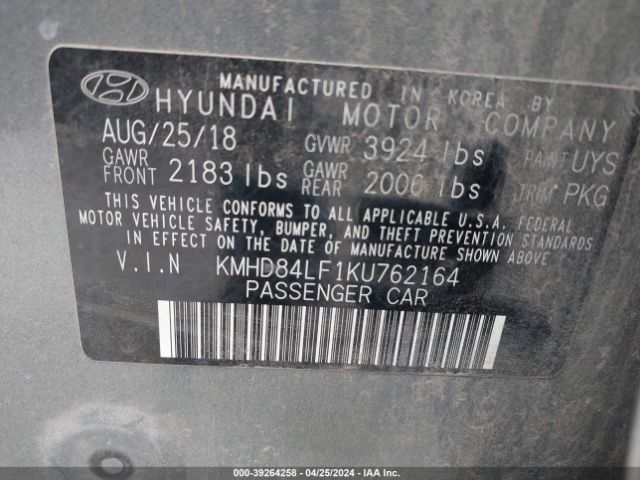 MANUFACTURED IN KOREA BY
HYUNDAI MOTOR COMPANY
AUG/25/18 GVWR 3924 lbs PAINT UYS
GAWR FRONT 2183 lbs GAWR REAR 2006 lbs TRIM PKG
THIS VEHICLE CONFORMS TO ALL APPLICABLE U.S.A. FEDERAL
MOTOR VEHICLE SAFETY, BUMPER, AND THEFT PREVENTION STANDARDS
IN EFFECT ON THE DATE OF MANUFACTURE SHOWN ABOVE
V.I.N KMHD84LF1KU762164
PASSENGER CAR
000-39264258 - 04/25/2024 - IAA Inc.